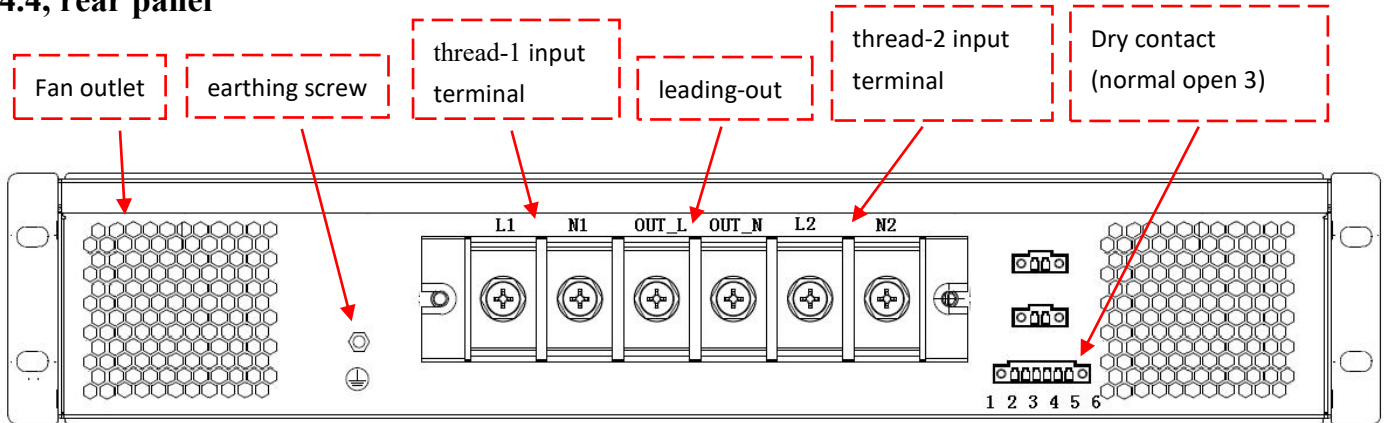 4.4, rear panel
Fan outlet
earthing screw
thread-1 input
terminal
leading-out
thread-2 input
terminal
Dry contact
(normal open 3)
L1 N1 OUT_L OUT_N L2 N2
1 2 3 4 5 6